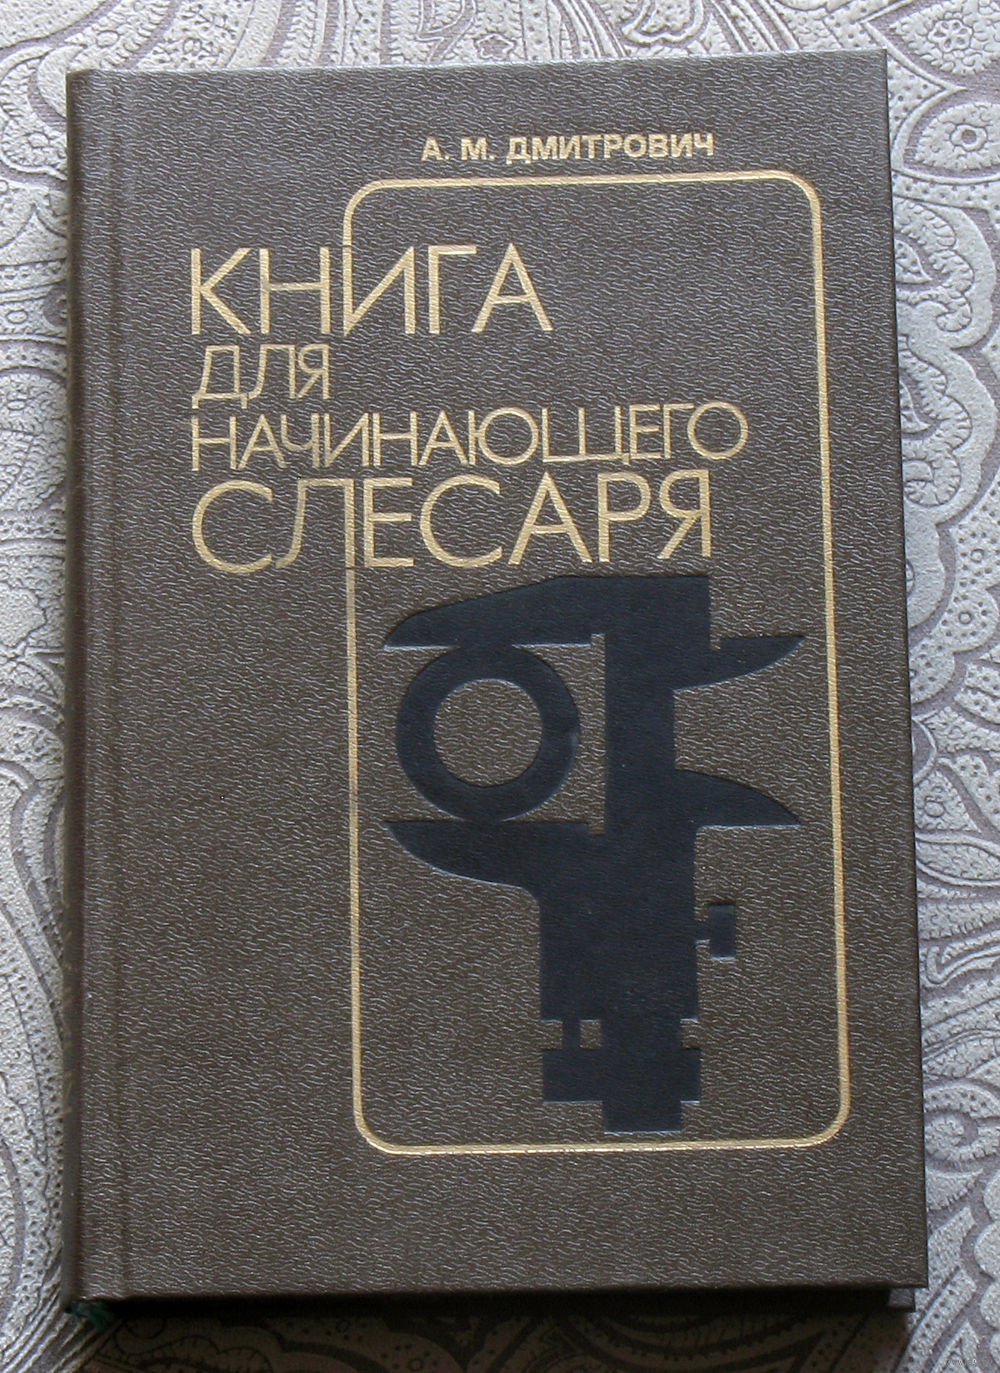 А. М. ДМИТРОВИЧ
КНИГА
ДЛЯ
НАЧИНАЮЩЕГО
СЛЕСАРЯ